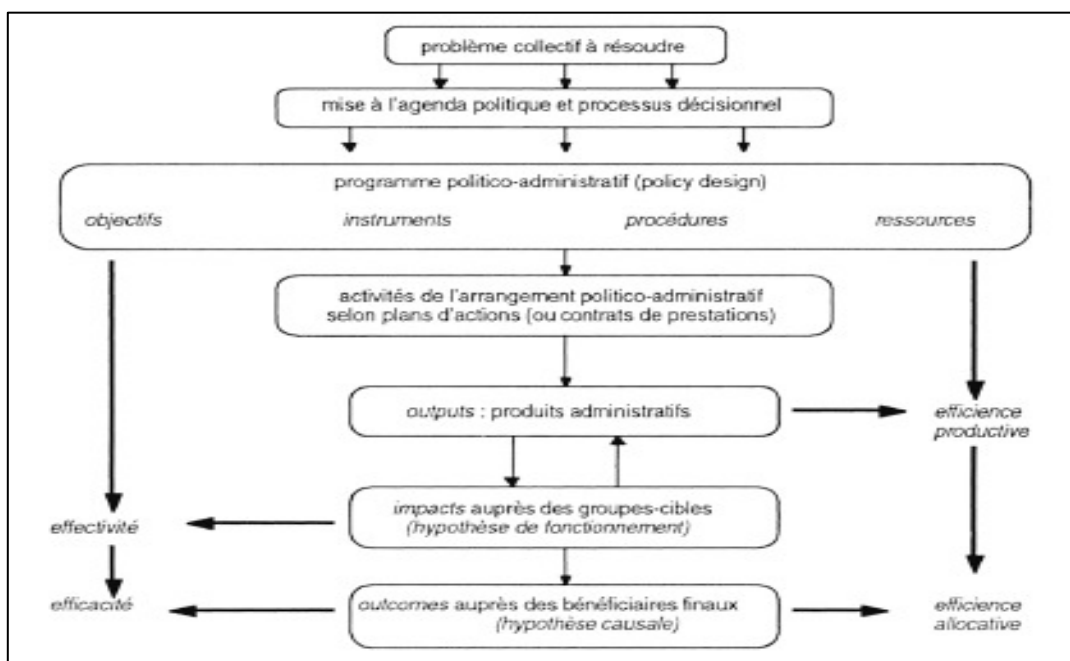 problème collectif à résoudre
mise à l'agenda politique et processus décisionnel
programme politico-administratif (policy design)
objectifs instruments procédures ressources
activités de l'arrangement politico-administratif
selon plans d'actions (ou contrats de prestations)
outputs : produits administratifs
efficience
productive
impacts auprès des groupes-cibles
(hypothèse de fonctionnement)
effectivité
outcomes auprès des bénéficiaires finaux
(hypothèse causale)
efficacité
efficience
allocative